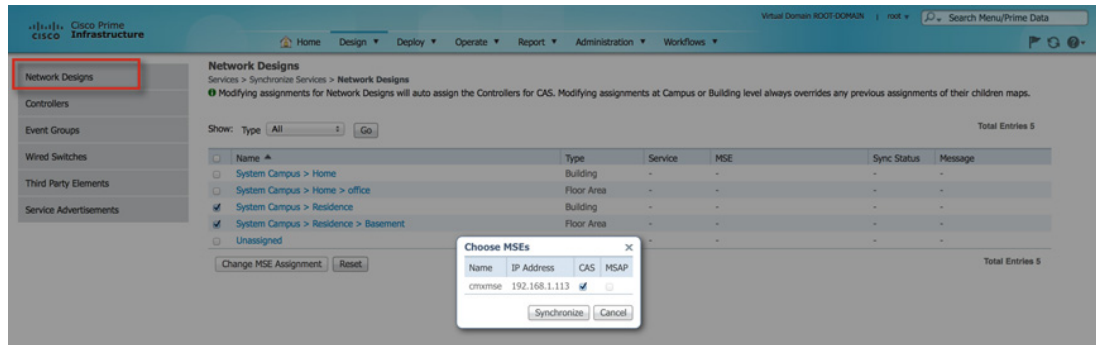 Virtual Domain ROOT-DOMAIN | root Search Menu/Prime Data
cisco Cisco Prime Infrastructure
Home Design Deploy Operate Report Administration Workflows
Network Designs
Controllers
Event Groups
Wired Switches
Third Party Elements
Service Advertisements
Network Designs
Services > Synchronize Services > Network Designs
Modifying assignments for Network Designs will auto assign the Controllers for CAS. Modifying assignments at Campus or Building level always overrides any previous assignments of their children maps.
Show: Type All Go Total Entries 5
Name Type Service MSE Sync Status Message
System Campus > Home Building - - - -
System Campus > Home > office Floor Area - - - -
System Campus > Residence Building - - - -
System Campus > Residence > Basement Floor Area - - - -
Unassigned - - - -
Change MSE Assignment Reset Total Entries 5
Choose MSEs
Name IP Address CAS MSAP
cmxmse 192.168.1.113
Synchronize Cancel